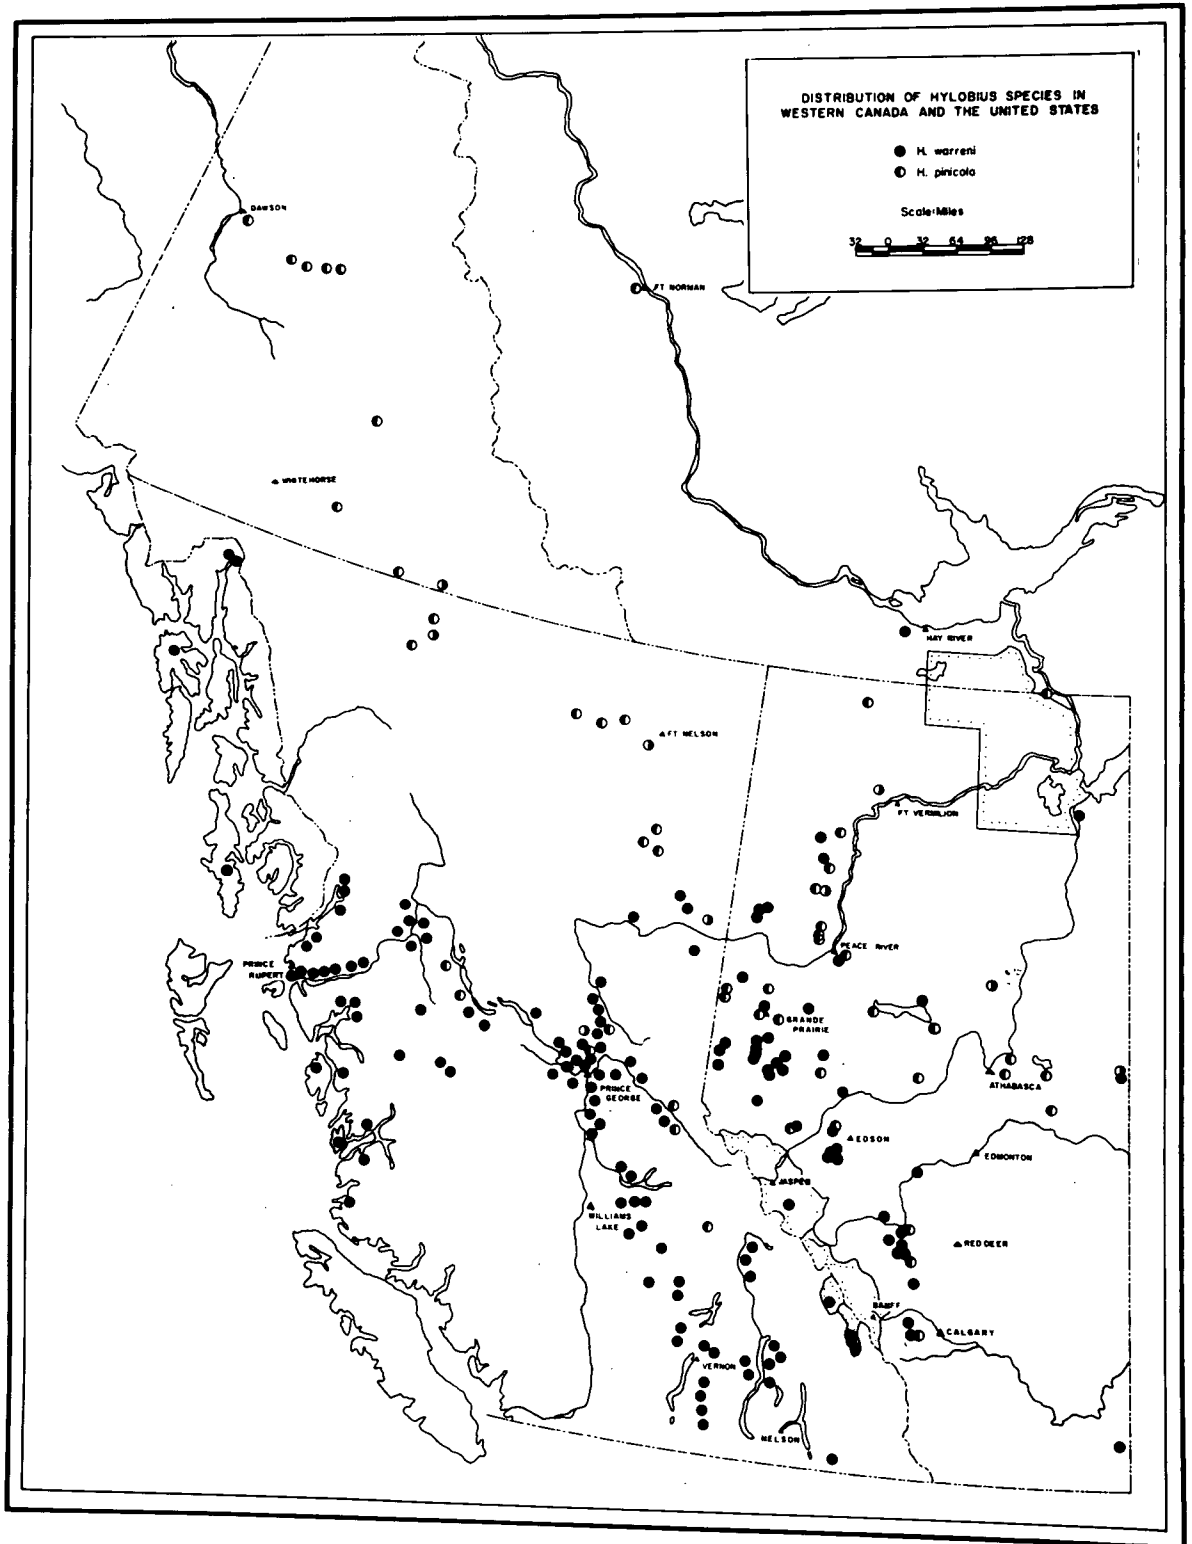 DISTRIBUTION OF HYLOBIUS SPECIES IN
WESTERN CANADA AND THE UNITED STATES
H. warreni
H. pinicola
Scale:Miles
32 0 32 64 96 128
DAWSON
FT NORMAN
WHITEHORSE
HAY RIVER
FT NELSON
FT VERMILION
PEACE RIVER
PRINCE
RUPERT
GRANDE
PRAIRIE
ATHABASCA
PRINCE
GEORGE
EDSON
EDMONTON
JASPER
WILLIAMS
LAKE
RED DEER
BANFF
CALGARY
VERNON
NELSON